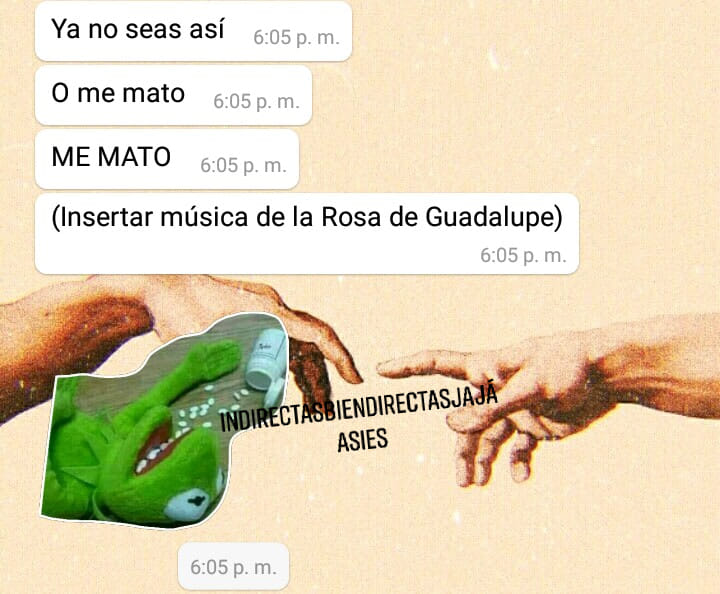 Ya no seas así 6:05 p. m.
O me mato 6:05 p. m.
ME MATO 6:05 p. m.
(Insertar música de la Rosa de Guadalupe)
6:05 p. m.
INDIRECTASBIENDIRECTASJAJÁ
ASIES
6:05 p. m.